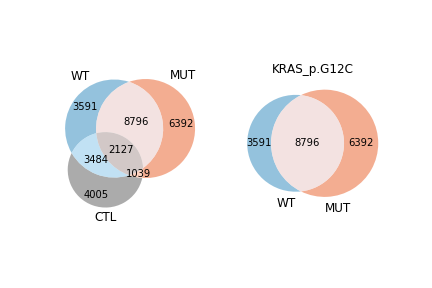 WT
MUT
3591
8796
6392
2127
3484
1039
4005
CTL
KRAS_p.G12C
3591
8796
6392
WT
MUT